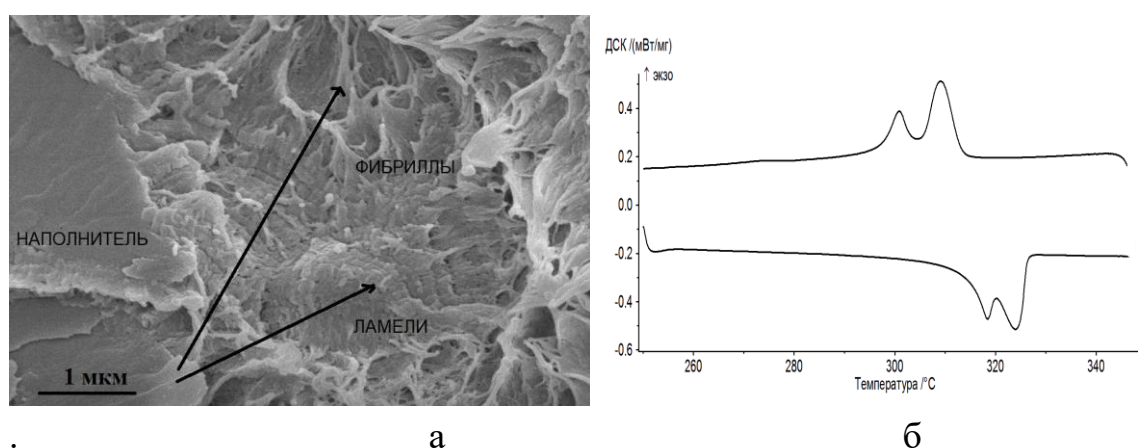 ФИБРИЛЛЫ
НАПОЛНИТЕЛЬ
ЛАМЕЛИ
1 мкм
ДСК /(мВт/мг)
↑ экзо
0.4
0.2
0.0
-0.2
-0.4
-0.6
260 280 300 320 340
Температура /°C
. а б